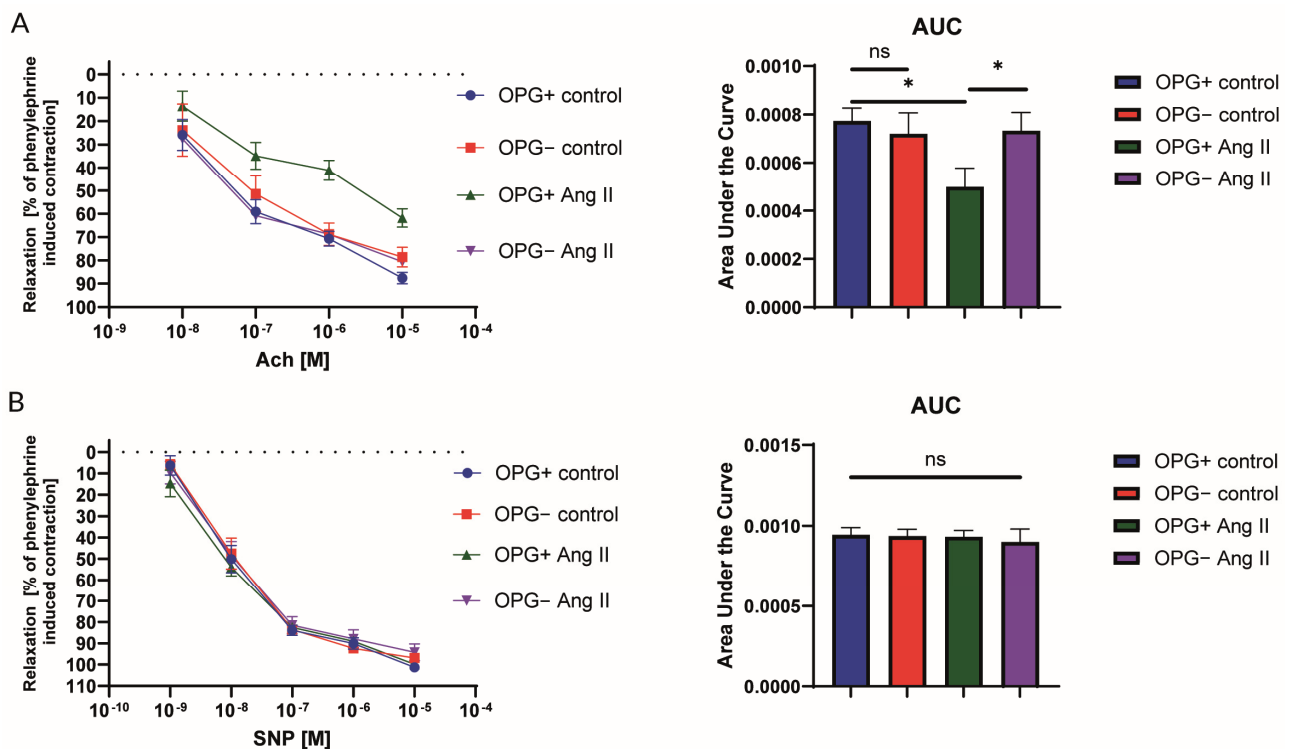 A
Relaxation [% of phenylephrine
induced contraction]
0
10
20
30
40
50
60
70
80
90
100
10-9
10-8
10-7
10-6
10-5
10-4
Ach [M]
OPG+ control
OPG− control
OPG+ Ang II
OPG− Ang II
AUC
Area Under the Curve
0.0010
0.0008
0.0006
0.0004
0.0002
0.0000
ns
*
*
OPG+ control
OPG− control
OPG+ Ang II
OPG− Ang II
B
Relaxation [% of phenylephrine
induced contraction]
0
10
20
30
40
50
60
70
80
90
100
110
10-10
10-9
10-8
10-7
10-6
10-5
10-4
SNP [M]
OPG+ control
OPG− control
OPG+ Ang II
OPG− Ang II
AUC
Area Under the Curve
0.0015
0.0010
0.0005
0.0000
ns
OPG+ control
OPG− control
OPG+ Ang II
OPG− Ang II